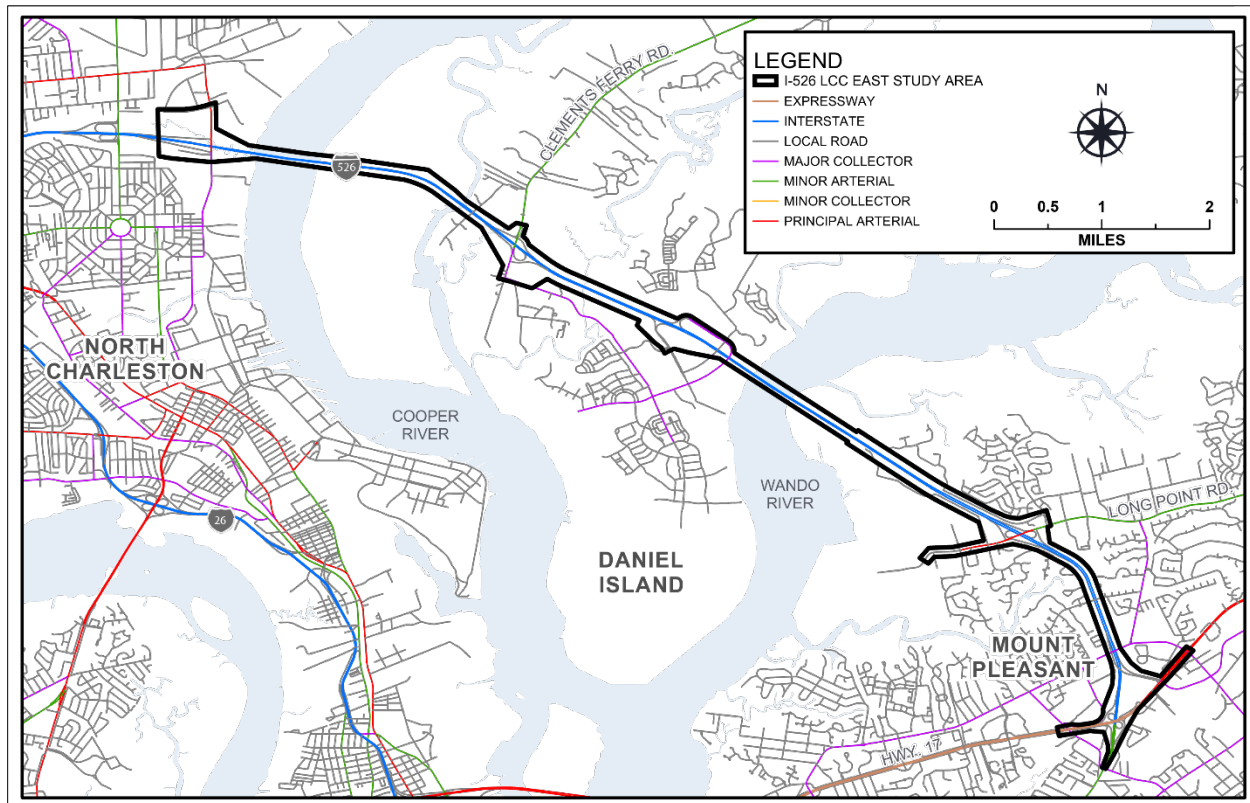 LEGEND
I-526 LCC EAST STUDY AREA
EXPRESSWAY
INTERSTATE
LOCAL ROAD
MAJOR COLLECTOR
MINOR ARTERIAL
MINOR COLLECTOR
PRINCIPAL ARTERIAL
N
0 0.5 1 2
MILES
CLEMENTS FERRY RD.
526
NORTH
CHARLESTON
COOPER
RIVER
WANDO
RIVER
LONG POINT RD.
26
DANIEL
ISLAND
MOUNT
PLEASANT
HWY. 17